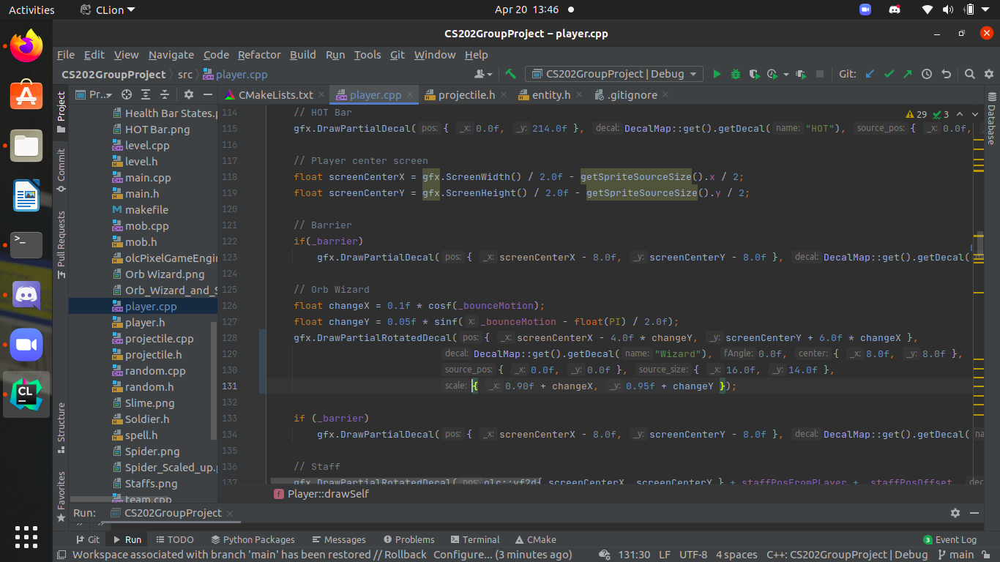 Activities CLion Apr 20 13:46
CS202GroupProject – player.cpp
File Edit View Navigate Code Refactor Build Run Tools Git Window Help
CS202GroupProject src player.cpp CS202GroupProject | Debug Git:
Project Pr... CMakeLists.txt player.cpp projectile.h entity.h .gitignore Database
Commit
Pull Requests
Structure
Favorites
Health Bar States.p
HOT Bar.png
level.cpp
level.h
main.cpp
main.h
makefile
mob.cpp
mob.h
olcPixelGameEngin
Orb Wizard.png
Orb_Wizard_and_S
player.cpp
player.h
projectile.cpp
projectile.h
random.cpp
random.h
Slime.png
Soldier.h
spell.h
Spider.png
Spider_Scaled_up.p
Staffs.png
team.cpp
29 3
114 // HOT Bar
115 gfx.DrawPartialDecal( pos: { _x: 0.0f, _y: 214.0f }, decal: DecalMap::get().getDecal( name: "HOT"), source_pos: { _x: 0.0f,
116
117 // Player center screen
118 float screenCenterX = gfx.ScreenWidth() / 2.0f - getSpriteSourceSize().x / 2;
119 float screenCenterY = gfx.ScreenHeight() / 2.0f - getSpriteSourceSize().y / 2;
120
121 // Barrier
122 if(_barrier)
123 gfx.DrawPartialDecal( pos: { _x: screenCenterX - 8.0f, _y: screenCenterY - 8.0f }, decal: DecalMap::get().getDecal(
124
125 // Orb Wizard
126 float changeX = 0.1f * cosf(_bounceMotion);
127 float changeY = 0.05f * sinf( x: _bounceMotion - float(PI) / 2.0f);
128 gfx.DrawPartialRotatedDecal( pos: { _x: screenCenterX - 4.0f * changeY, _y: screenCenterY + 6.0f * changeX },
129 decal: DecalMap::get().getDecal( name: "Wizard"), fAngle: 0.0f, center: { _x: 8.0f, _y: 8.0f },
130 source_pos: { _x: 0.0f, _y: 0.0f }, source_size: { _x: 16.0f, _y: 14.0f },
131 scale: { _x: 0.90f + changeX, _y: 0.95f + changeY });
132
133 if (_barrier)
134 gfx.DrawPartialDecal( pos: { _x: screenCenterX - 8.0f, _y: screenCenterY - 8.0f }, decal: DecalMap::get().getDecal( na
135
136 // Staff
137 gfx.DrawPartialRotatedDecal( pos: olc::vf2d{ screenCenterX, screenCenterY } + staffPosFromPLayer + _staffPosOffset, dec
Player::drawSelf
Run: CS202GroupProject
Git Run TODO Python Packages Messages Problems Terminal CMake 3 Event Log
Workspace associated with branch 'main' has been restored // Rollback Configure... (3 minutes ago) 131:30 LF UTF-8 4 spaces C++: CS202GroupProject | Debug main